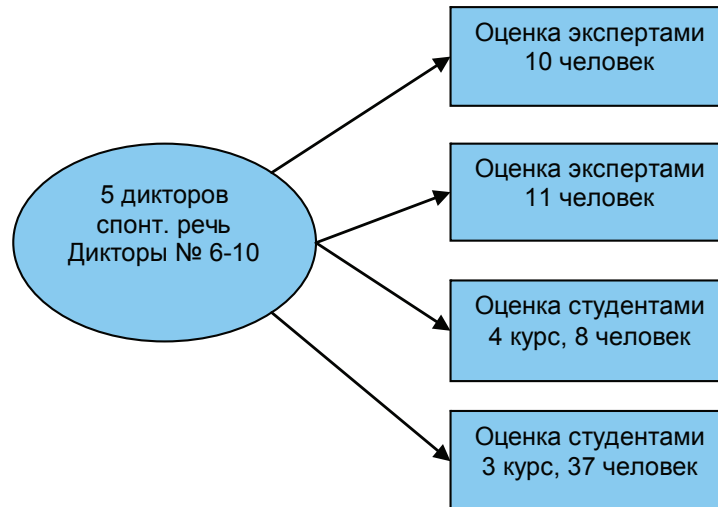 Оценка экспертами
10 человек
5 дикторов
спонт. речь
Дикторы № 6-10
Оценка экспертами
11 человек
Оценка студентами
4 курс, 8 человек
Оценка студентами
3 курс, 37 человек